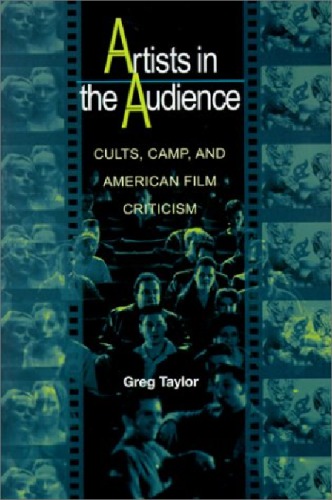 Artists in
the Audience
CULTS, CAMP, AND
AMERICAN FILM
CRITICISM
Greg Taylor